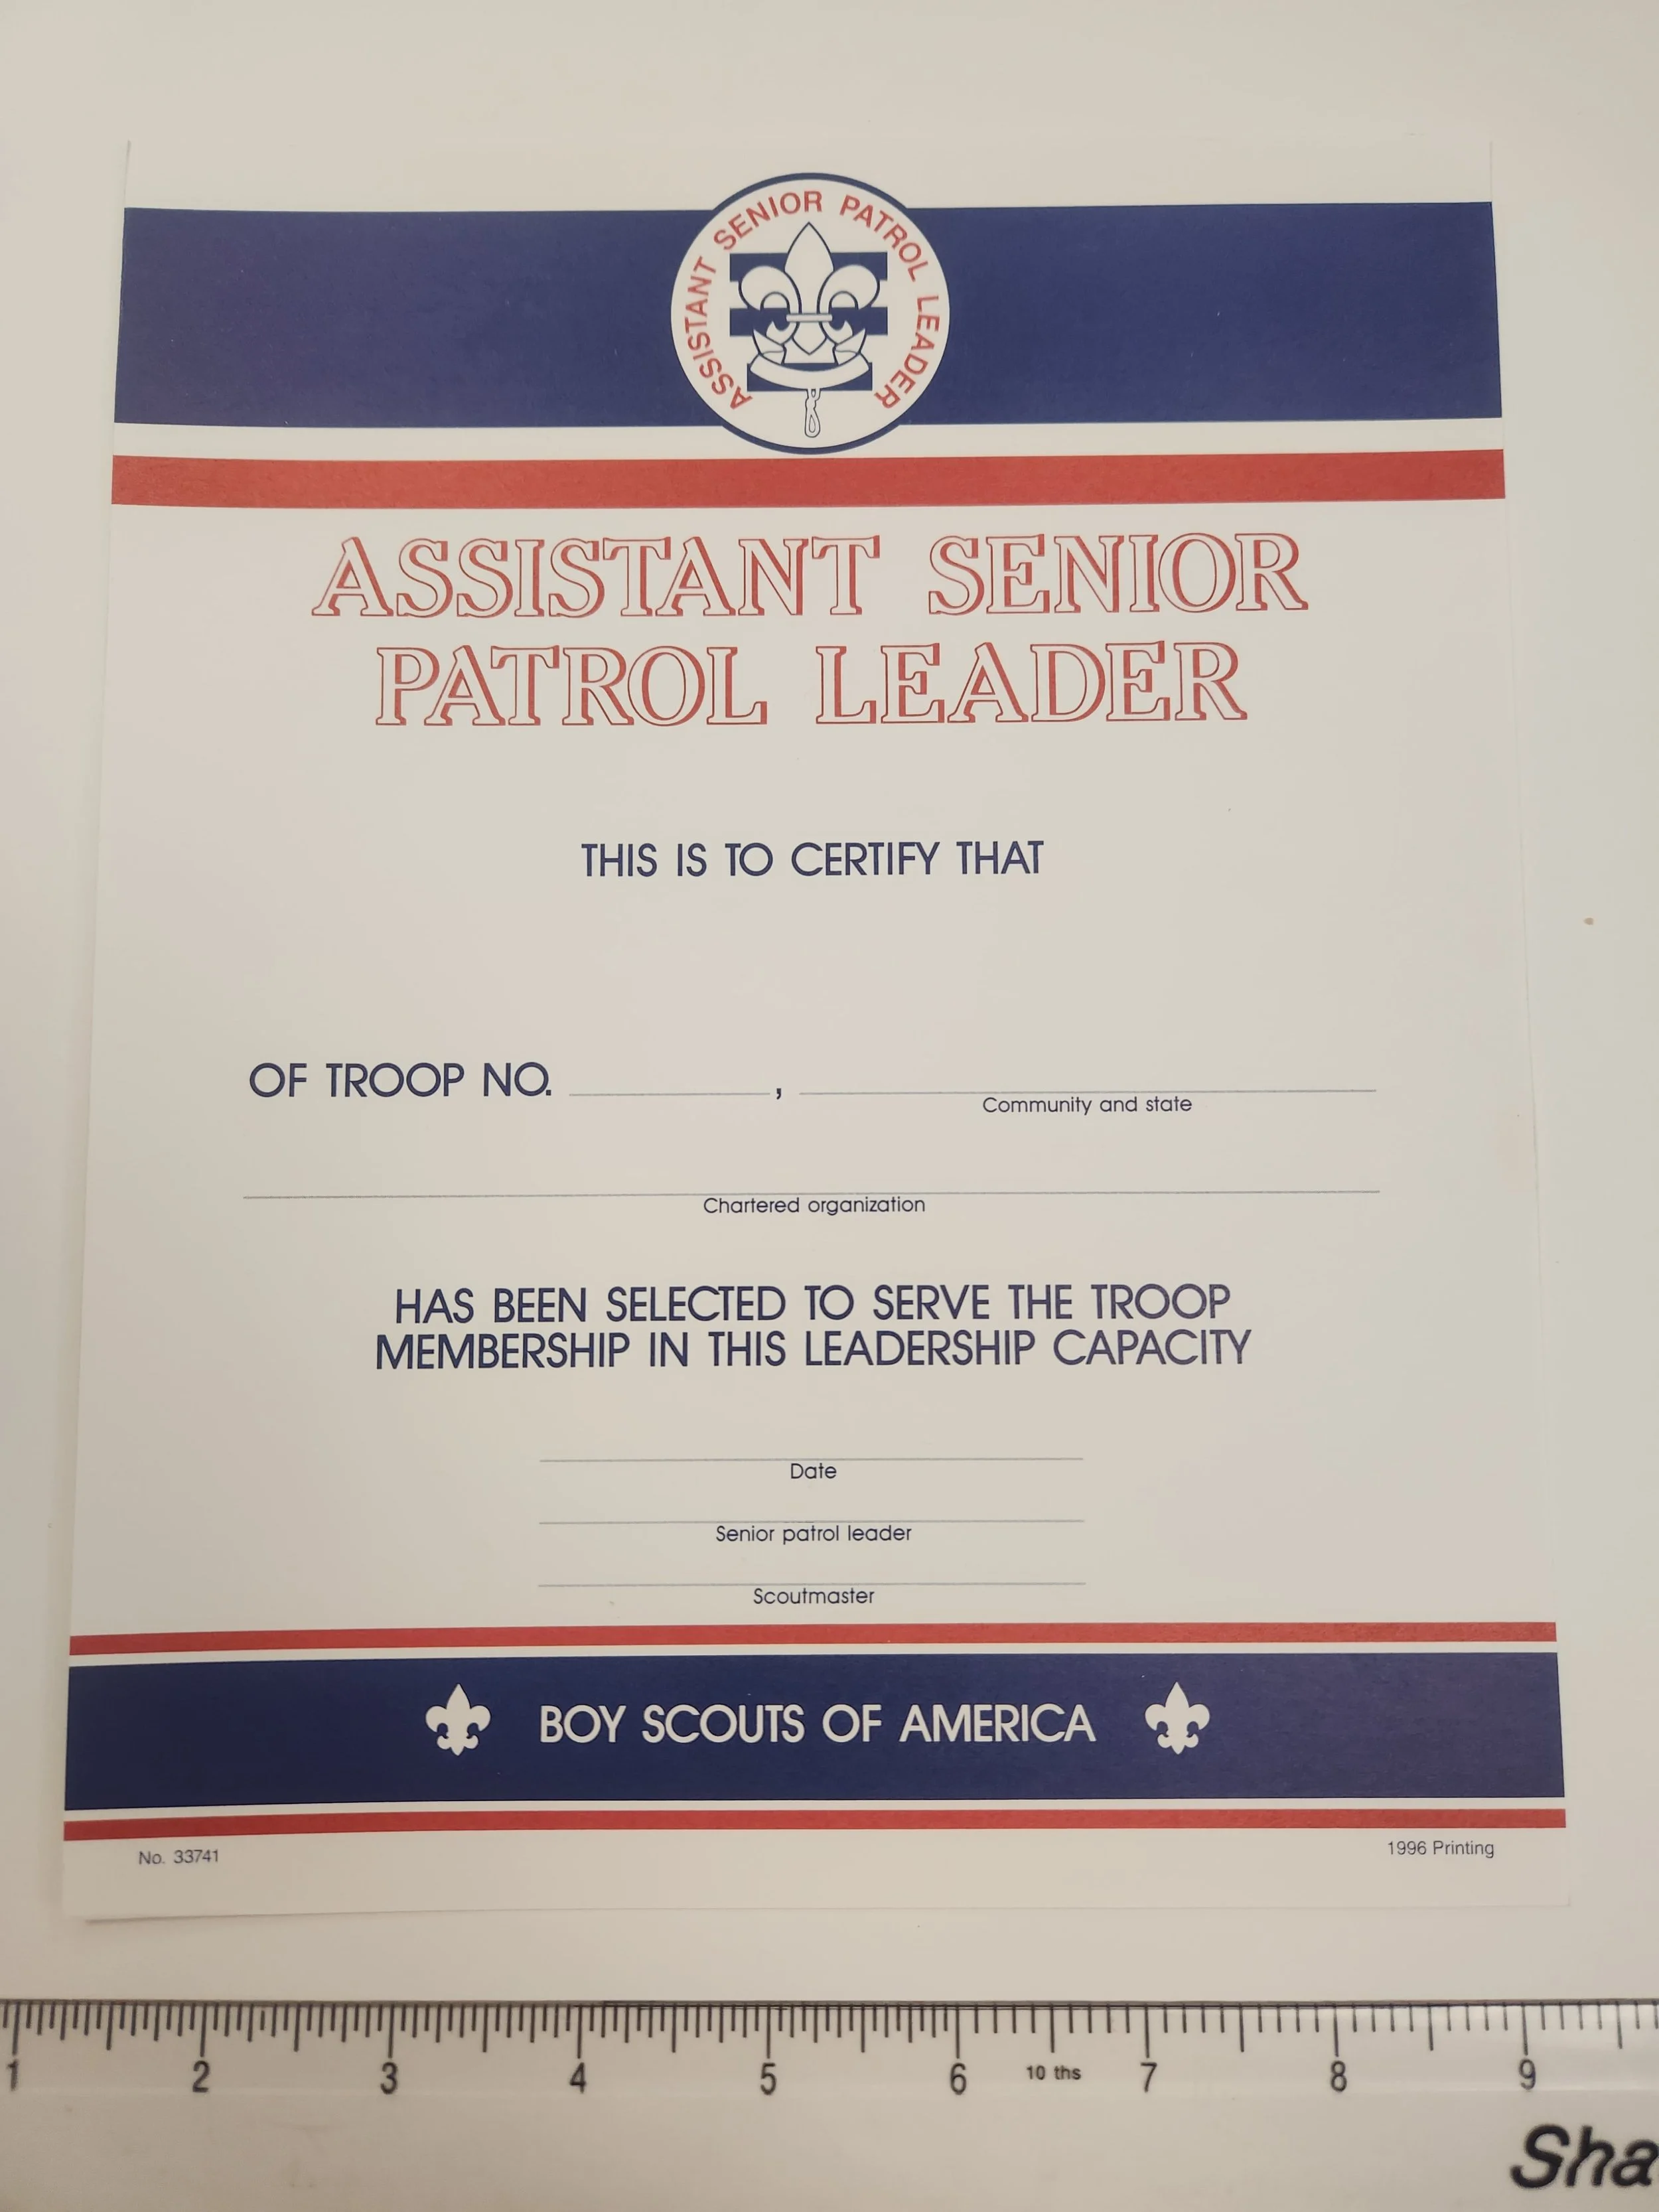 ASSISTANT SENIOR PATROL LEADER
ASSISTANT SENIOR
PATROL LEADER
THIS IS TO CERTIFY THAT
OF TROOP NO. ,
Community and state
Chartered organization
HAS BEEN SELECTED TO SERVE THE TROOP
MEMBERSHIP IN THIS LEADERSHIP CAPACITY
Date
Senior patrol leader
Scoutmaster
BOY SCOUTS OF AMERICA
No. 33741 1996 Printing
1 2 3 4 5 6 10 ths 7 8 9
Sha